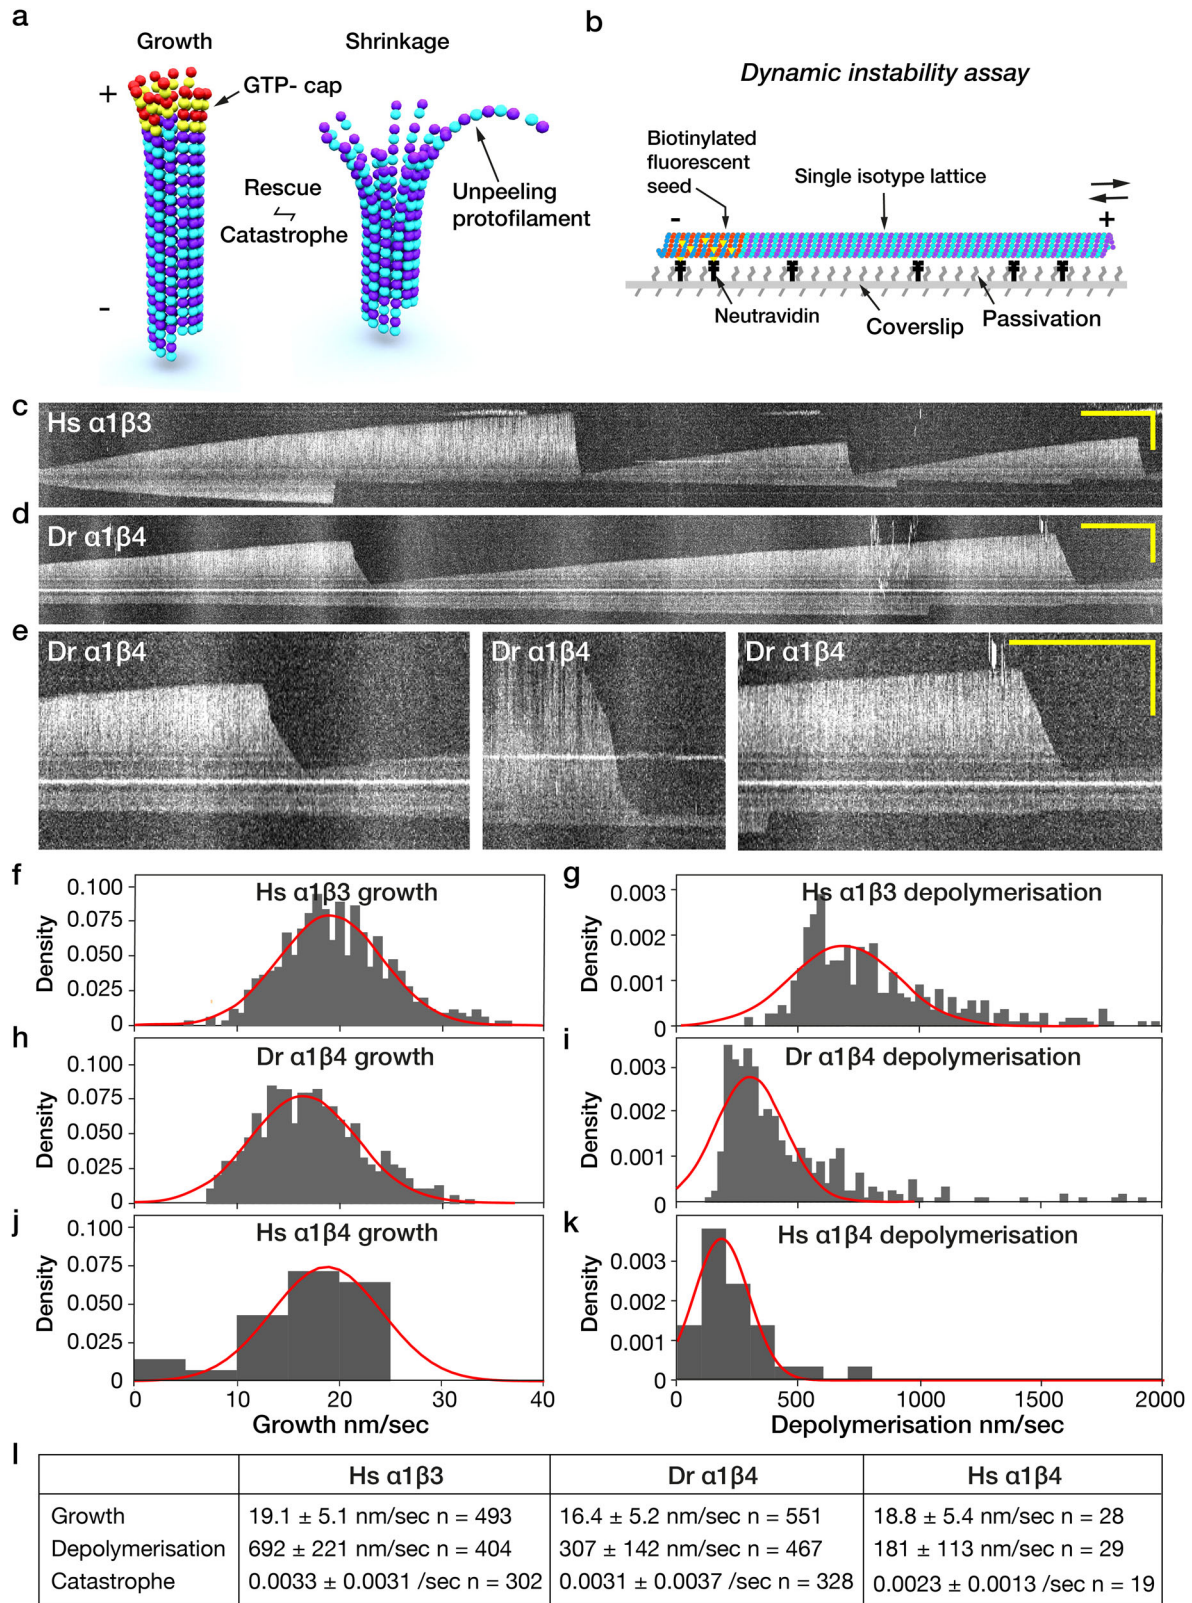 a
Growth
Shrinkage
+
GTP- cap
Rescue
Catastrophe
Unpeeling
protofilament
-
b
Dynamic instability assay
Biotinylated
fluorescent
seed
Single isotype lattice
-
+
Neutravidin
Coverslip
Passivation
c
Hs α1β3
d
Dr α1β4
e
Dr α1β4
Dr α1β4
Dr α1β4
f
Hs α1β3 growth
Density
0.100
0.075
0.050
0.025
0
g
Hs α1β3 depolymerisation
Density
0.003
0.002
0.001
0
h
Dr α1β4 growth
Density
0.100
0.075
0.050
0.025
0
i
Dr α1β4 depolymerisation
Density
0.003
0.002
0.001
0
j
Hs α1β4 growth
Density
0.100
0.075
0.050
0.025
0
0 10 20 30 40
Growth nm/sec
k
Hs α1β4 depolymerisation
Density
0.003
0.002
0.001
0
0 500 1000 1500 2000
Depolymerisation nm/sec
l
Hs α1β3 Dr α1β4 Hs α1β4
Growth 19.1 ± 5.1 nm/sec n = 493 16.4 ± 5.2 nm/sec n = 551 18.8 ± 5.4 nm/sec n = 28
Depolymerisation 692 ± 221 nm/sec n = 404 307 ± 142 nm/sec n = 467 181 ± 113 nm/sec n = 29
Catastrophe 0.0033 ± 0.0031 /sec n = 302 0.0031 ± 0.0037 /sec n = 328 0.0023 ± 0.0013 /sec n = 19